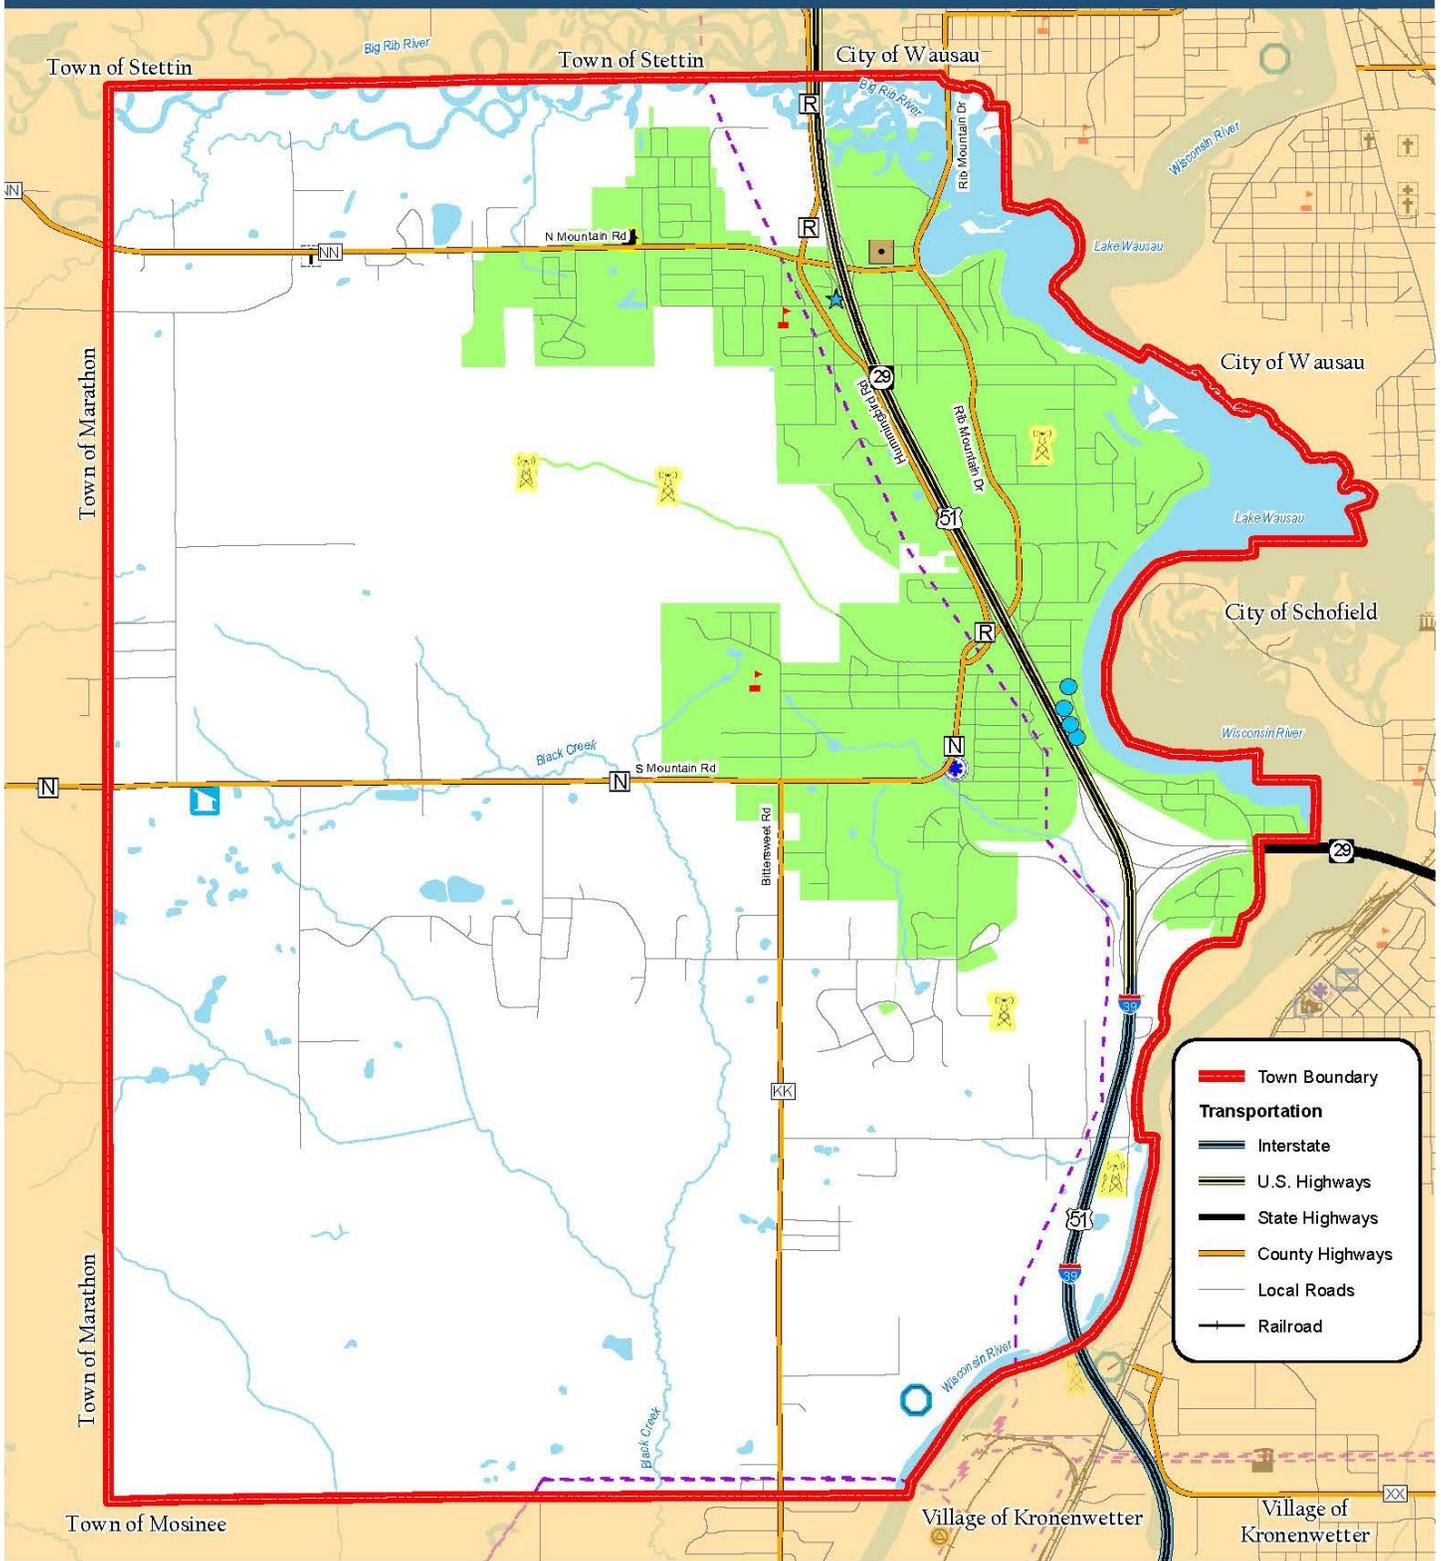 Big Rib River
Town of Stettin
Town of Stettin
City of Wausau
R
Big Rib River
Rib Mountain Dr
Wisconsin River
NN
R
N Mountain Rd
NN
Lake Wausau
City of Wausau
Town of Marathon
29
Hummingbird Rd
Rib Mountain Dr
51
Lake Wausau
City of Schofield
R
Wisconsin River
Black Creek
N
S Mountain Rd
N
N
Bittersweet Rd
29
39
KK
Town Boundary
Transportation
Interstate
U.S. Highways
State Highways
County Highways
Local Roads
Railroad
51
39
Town of Marathon
Wisconsin River
Black Creek
XX
Town of Mosinee
Village of Kronenwetter
Village of
Kronenwetter